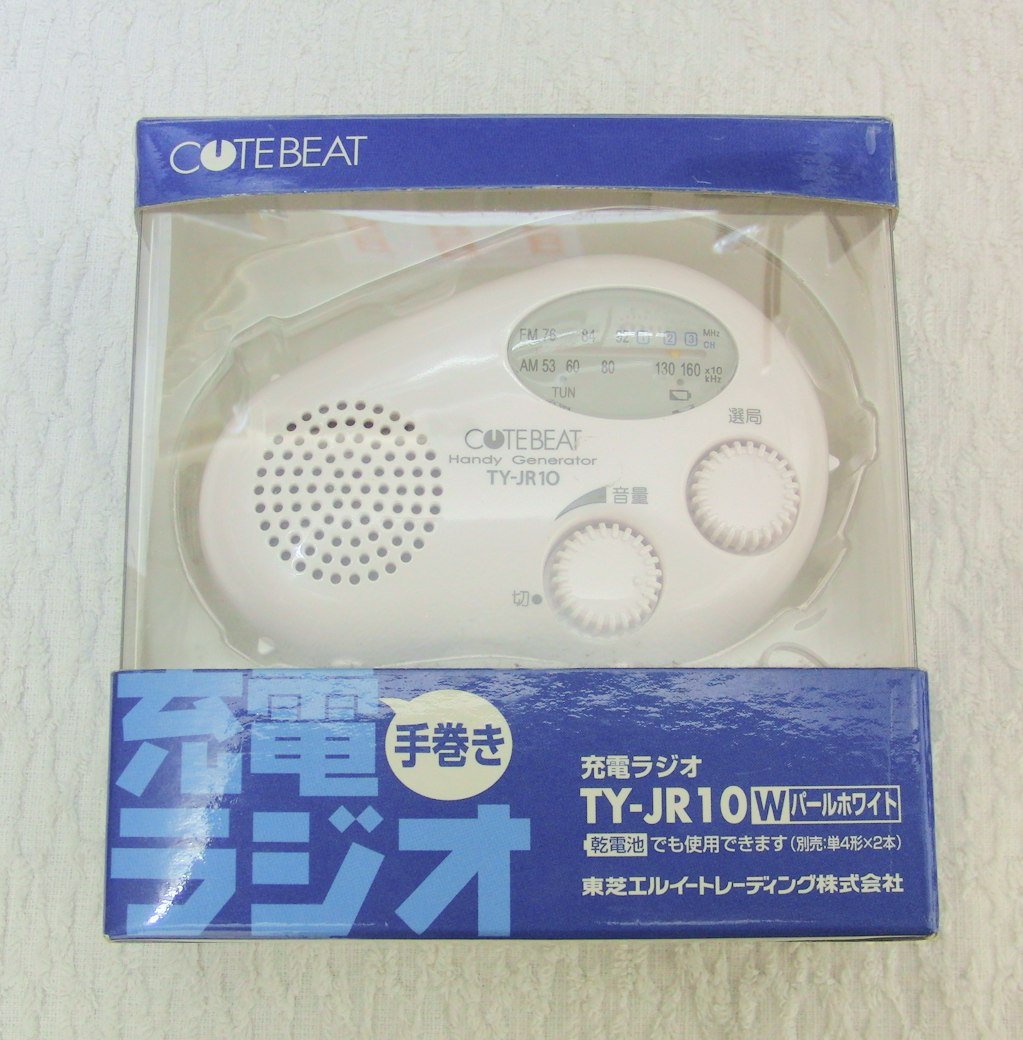 CUTEBEAT
FM 76 84 92 1 2 3 MHz CH
AM 53 60 80 130 160 x10 kHz
TUN
選局
CUTEBEAT
Handy Generator
TY-JR10
音量
切●
充電
手巻き
ラジオ
充電ラジオ
TY-JR10 W パールホワイト
乾電池でも使用できます(別売:単4形×2本)
東芝エルイートレーディング株式会社